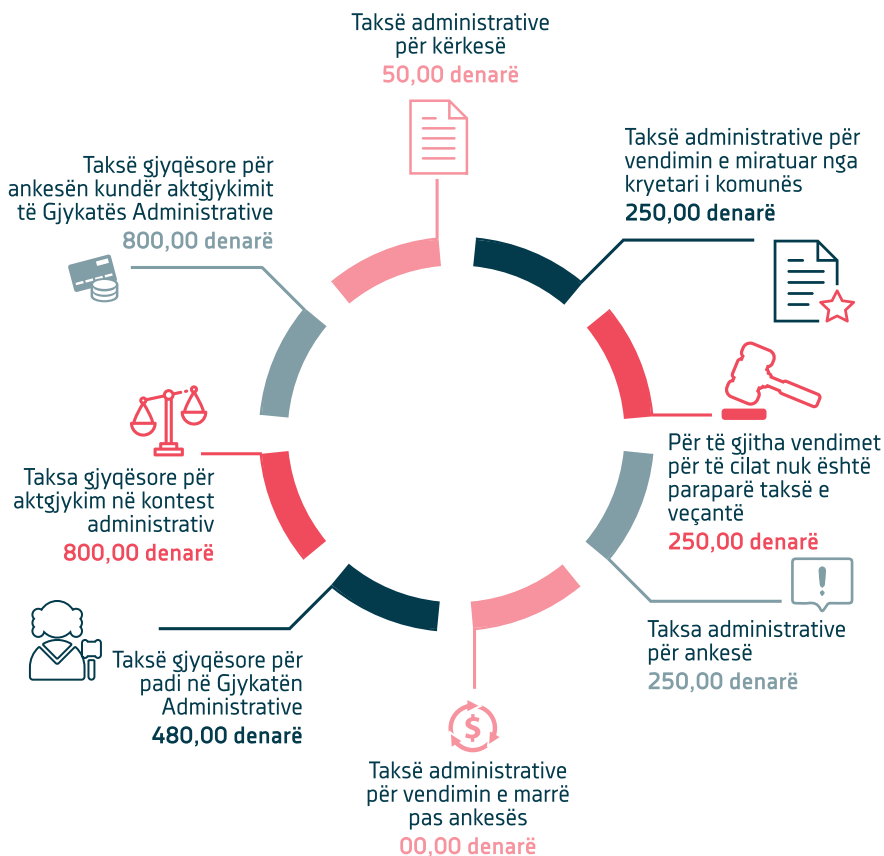 Taksë administrative
për kërkesë
50,00 denarë
Taksë administrative për
vendimin e miratuar nga
kryetari i komunës
250,00 denarë
Për të gjitha vendimet
për të cilat nuk është
paraparë taksë e
veçantë
250,00 denarë
!
Taksa administrative
për ankesë
250,00 denarë
$
Taksë administrative
për vendimin e marrë
pas ankesës
00,00 denarë
Taksë gjyqësore për
padi në Gjykatën
Administrative
480,00 denarë
Taksa gjyqësore për
aktgjykim në kontest
administrativ
800,00 denarë
Taksë gjyqësore për
ankesën kundër aktgjykimit
të Gjykatës Administrative
800,00 denarë